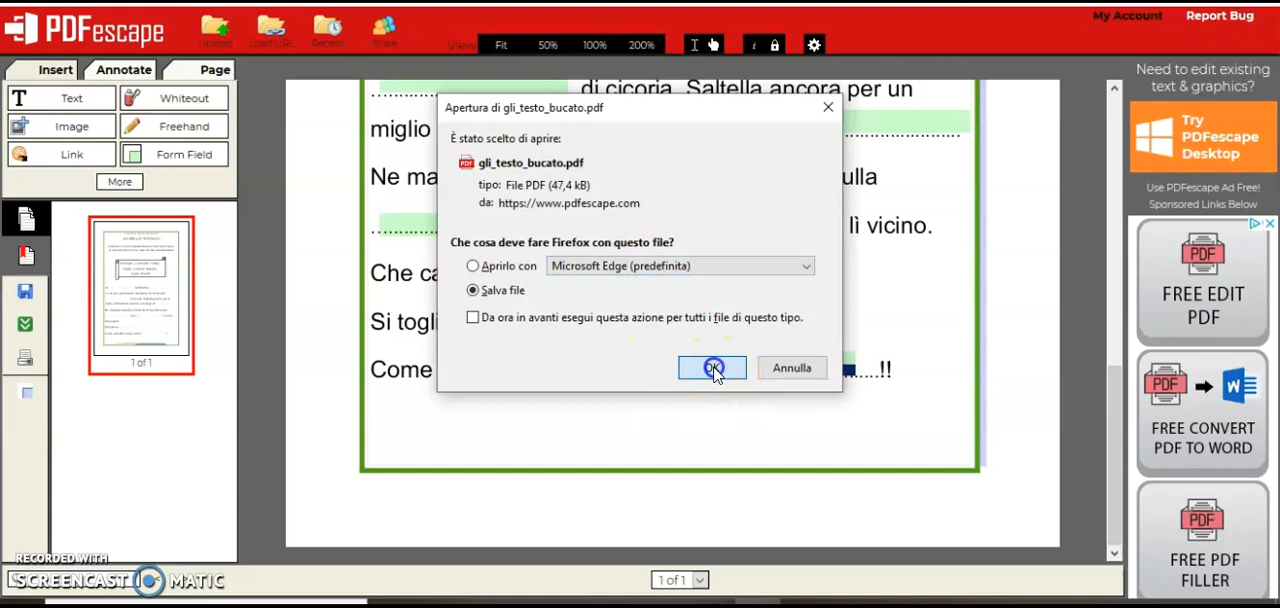 My Account Report Bug
PDFescape
Upload Load URL Recent Share View Fit 50% 100% 200%
Insert Annotate Page
Text Whiteout
Image Freehand
Link Form Field
More
1 of 1
di cicoria. Saltella ancora per un
miglio
Ne ma
ulla
lì vicino.
Che ca
Si togli
Come
!!
Apertura di gli_testo_bucato.pdf
È stato scelto di aprire:
PDF gli_testo_bucato.pdf
tipo: File PDF (47,4 kB)
da: https://www.pdfescape.com
Che cosa deve fare Firefox con questo file?
Aprirlo con Microsoft Edge (predefinita)
Salva file
Da ora in avanti esegui questa azione per tutti i file di questo tipo.
OK Annulla
Need to edit existing
text & graphics?
Try
PDFescape
Desktop
Use PDFescape Ad Free!
Sponsored Links Below
PDF
FREE EDIT
PDF
PDF W
FREE CONVERT
PDF TO WORD
PDF
FREE PDF
FILLER
RECORDED WITH
SCREENCAST MATIC
1 of 1